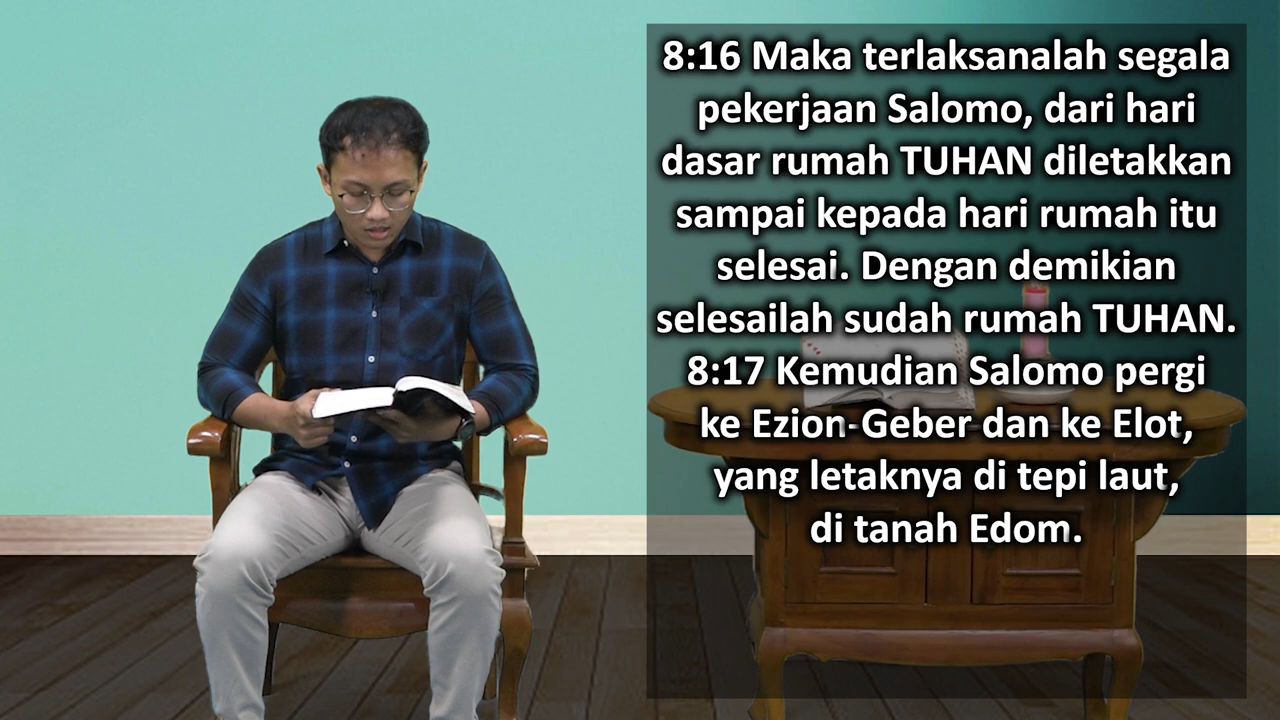 8:16 Maka terlaksanalah segala
pekerjaan Salomo, dari hari
dasar rumah TUHAN diletakkan
sampai kepada hari rumah itu
selesai. Dengan demikian
selesailah sudah rumah TUHAN.
8:17 Kemudian Salomo pergi
ke Ezion-Geber dan ke Elot,
yang letaknya di tepi laut,
di tanah Edom.